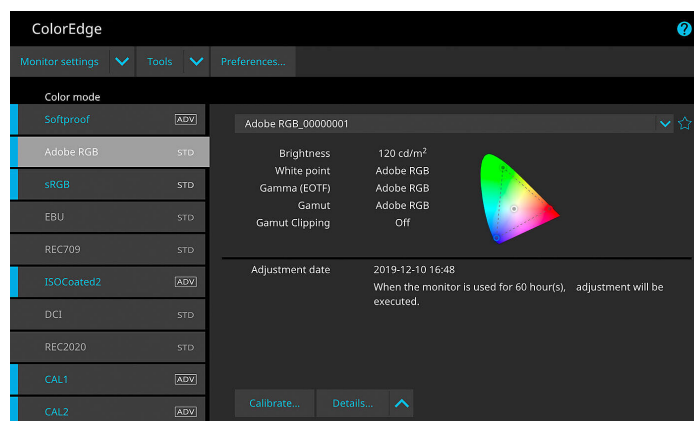 ColorEdge
?
Monitor settings Tools Preferences...
Color mode
Softproof ADV
Adobe RGB STD
sRGB STD
EBU STD
REC709 STD
ISOCoated2 ADV
DCI STD
REC2020 STD
CAL1 ADV
CAL2 ADV
Adobe RGB_00000001
Brightness 120 cd/m²
White point Adobe RGB
Gamma (EOTF) Adobe RGB
Gamut Adobe RGB
Gamut Clipping Off
Adjustment date 2019-12-10 16:48
When the monitor is used for 60 hour(s), adjustment will be
executed.
Calibrate... Details...